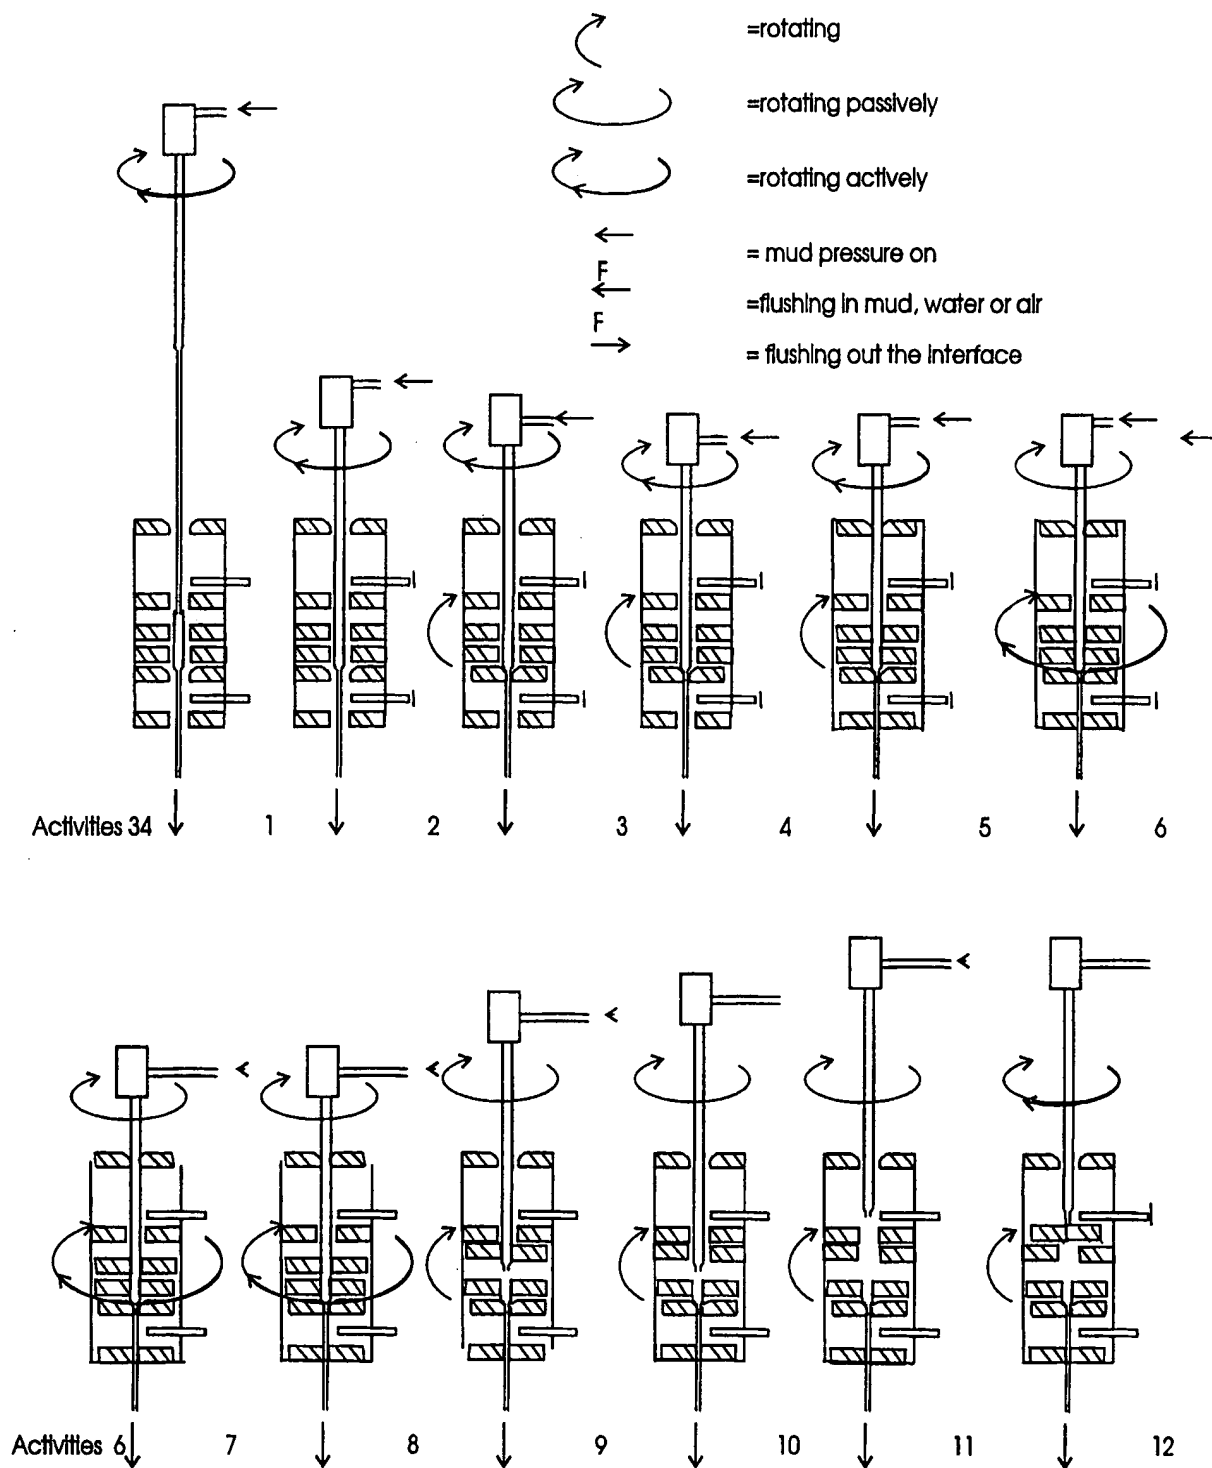 =rotating
=rotating passively
=rotating actively
= mud pressure on
F
=flushing in mud, water or air
F
= flushing out the interface
Activities 34 1 2 3 4 5 6
Activities 6 7 8 9 10 11 12